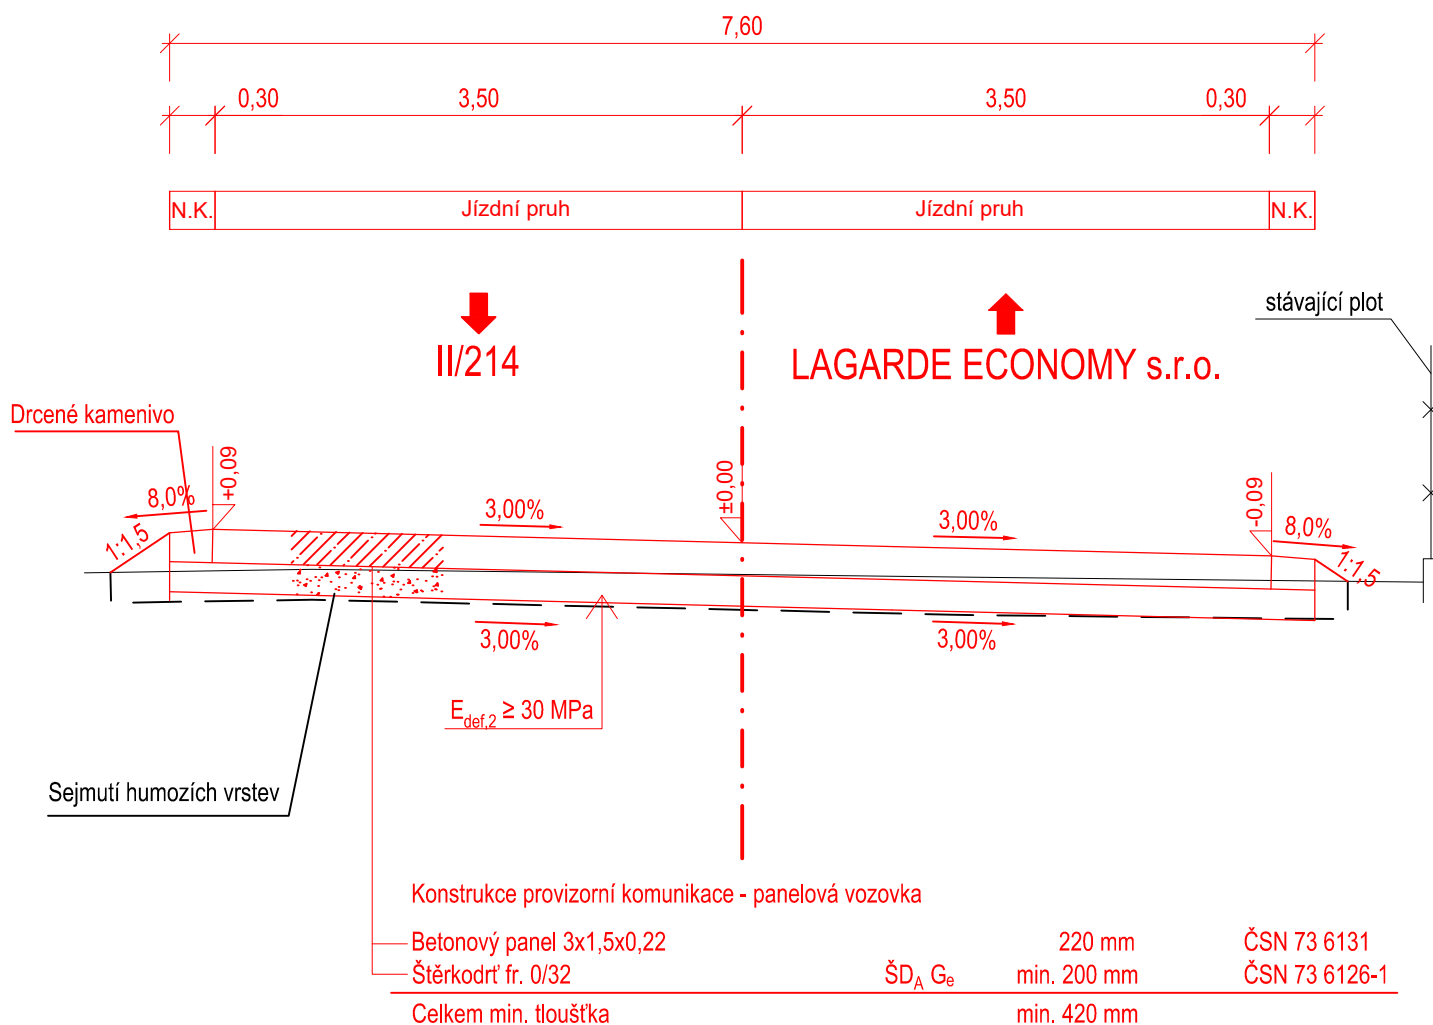 7,60
0,30 3,50 3,50 0,30
N.K. Jízdní pruh Jízdní pruh N.K.
stávající plot
II/214 LAGARDE ECONOMY s.r.o.
Drcené kamenivo
8,0% +0,09 3,00% ±0,00 3,00% -0,09 8,0%
1:1,5 1:1,5
3,00% 3,00%
Edef,2 ≥ 30 MPa
Sejmutí humozích vrstev
Konstrukce provizorní komunikace - panelová vozovka
Betonový panel 3x1,5x0,22 220 mm ČSN 73 6131
Štěrkodrť fr. 0/32 ŠDA Ge min. 200 mm ČSN 73 6126-1
Celkem min. tloušťka min. 420 mm